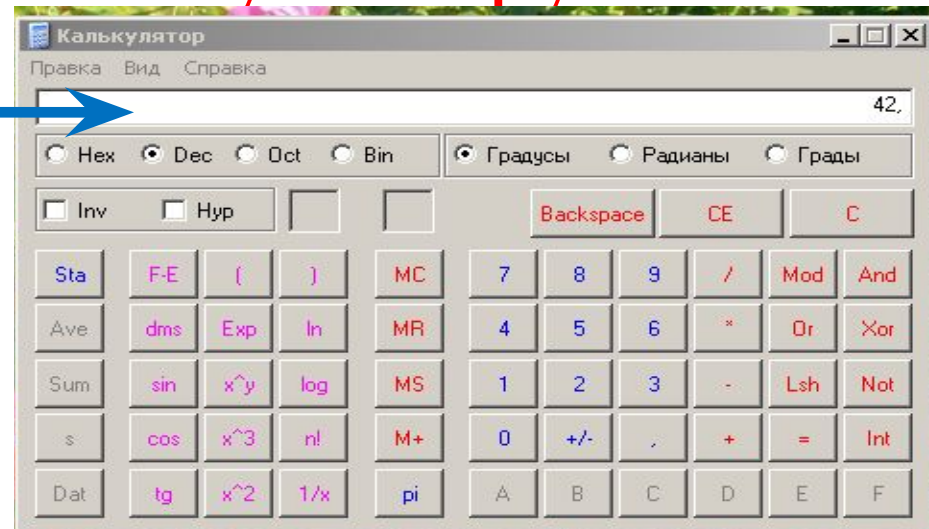 Калькулятор
Правка Вид Справка
42,
Hex Dec Oct Bin Градусы Радианы Грады
Inv Hyp Backspace CE C
Sta F-E ( ) MC 7 8 9 / Mod And
Ave dms Exp ln MR 4 5 6 * Or Xor
Sum sin x^y log MS 1 2 3 - Lsh Not
s cos x^3 n! M+ 0 +/- , + = Int
Dat tg x^2 1/x pi A B C D E F